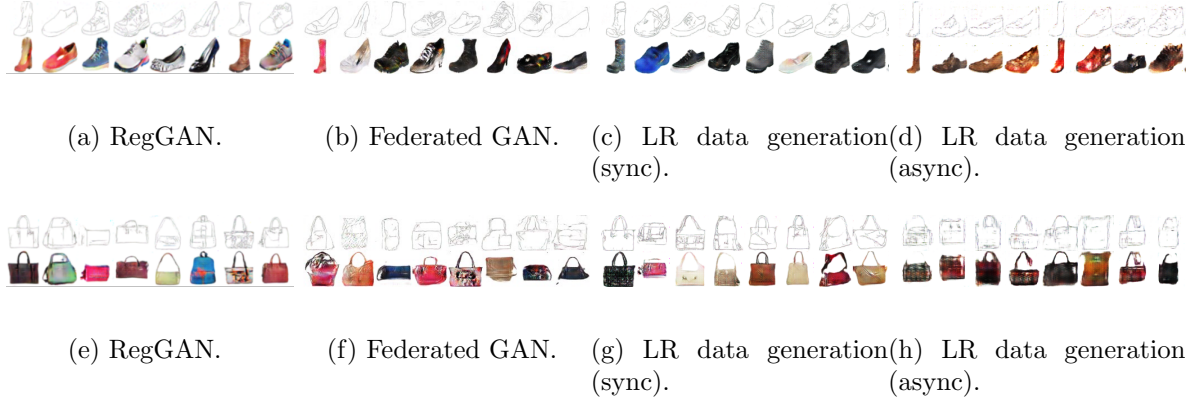 (a) RegGAN.
(b) Federated GAN.
(c) LR data generation
(sync).
(d) LR data generation
(async).
(e) RegGAN.
(f) Federated GAN.
(g) LR data generation
(sync).
(h) LR data generation
(async).